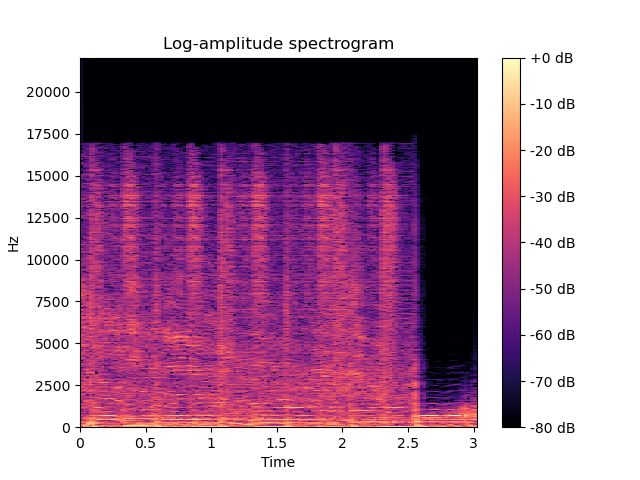 Log-amplitude spectrogram
+0 dB
20000
-10 dB
17500
-20 dB
15000
-30 dB
12500
Hz
-40 dB
10000
-50 dB
7500
-60 dB
5000
-70 dB
2500
0
-80 dB
0 0.5 1 1.5 2 2.5 3
Time